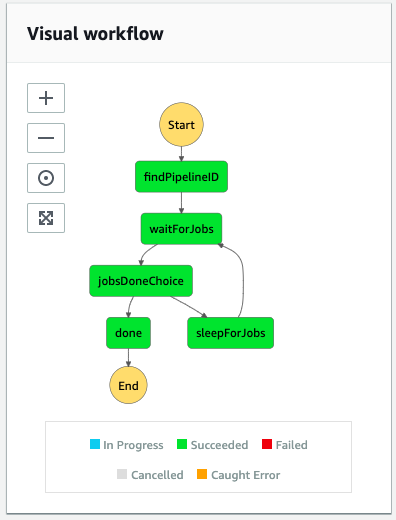 Visual workflow
Start
findPipelineID
waitForJobs
jobsDoneChoice
done
sleepForJobs
End
In Progress
Succeeded
Failed
Cancelled
Caught Error